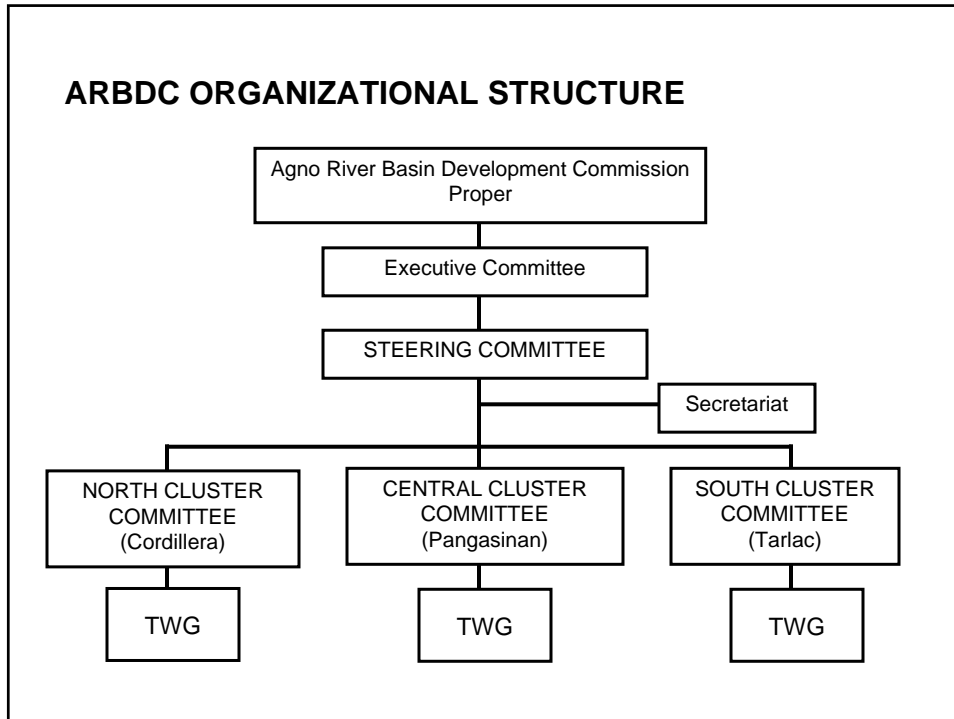 ARBDC ORGANIZATIONAL STRUCTURE
Agno River Basin Development Commission
Proper
Executive Committee
STEERING COMMITTEE
Secretariat
NORTH CLUSTER
COMMITTEE
(Cordillera)
CENTRAL CLUSTER
COMMITTEE
(Pangasinan)
SOUTH CLUSTER
COMMITTEE
(Tarlac)
TWG
TWG
TWG